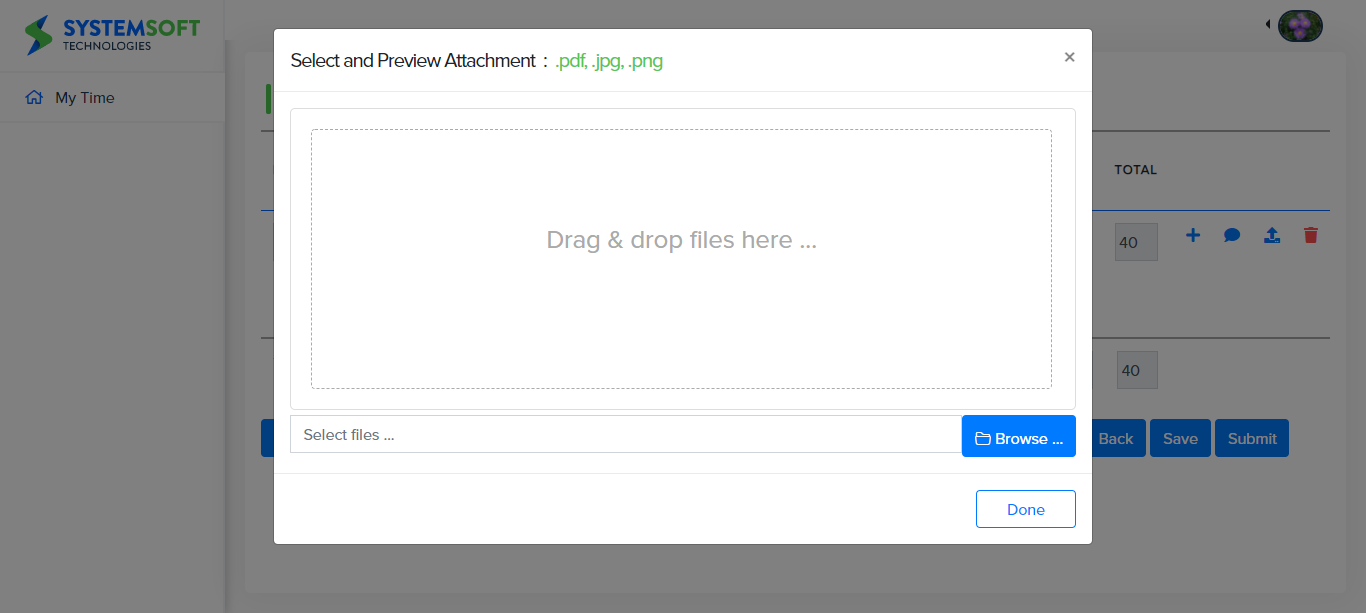 SYSTEMSOFT
TECHNOLOGIES
My Time
Select and Preview Attachment : .pdf, .jpg, .png
×
Drag & drop files here ...
Select files ...
Browse ...
Done
TOTAL
40
40
Back
Save
Submit